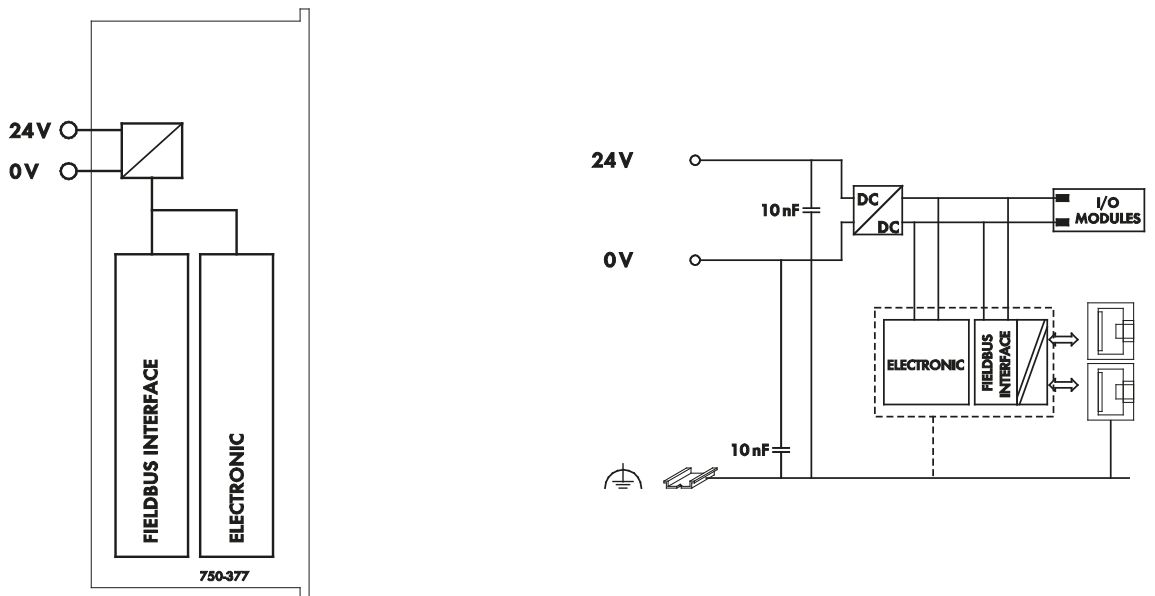 24V
0V
FIELDBUS INTERFACE
ELECTRONIC
750-377
24V
0V
10 nF
DC
DC
I/O
MODULES
ELECTRONIC
FIELDBUS
INTERFACE
10 nF